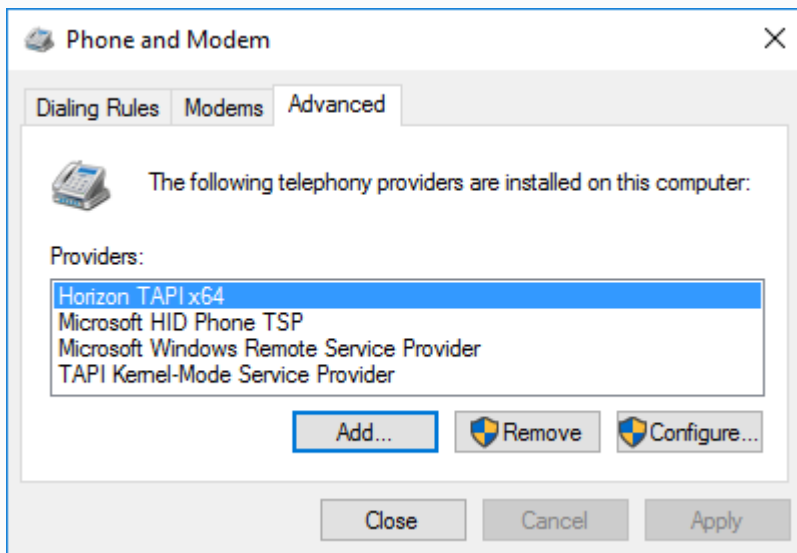 Phone and Modem
Dialing Rules Modems Advanced
The following telephony providers are installed on this computer:
Providers:
Horizon TAPI x64
Microsoft HID Phone TSP
Microsoft Windows Remote Service Provider
TAPI Kernel-Mode Service Provider
Add... Remove Configure...
Close Cancel Apply